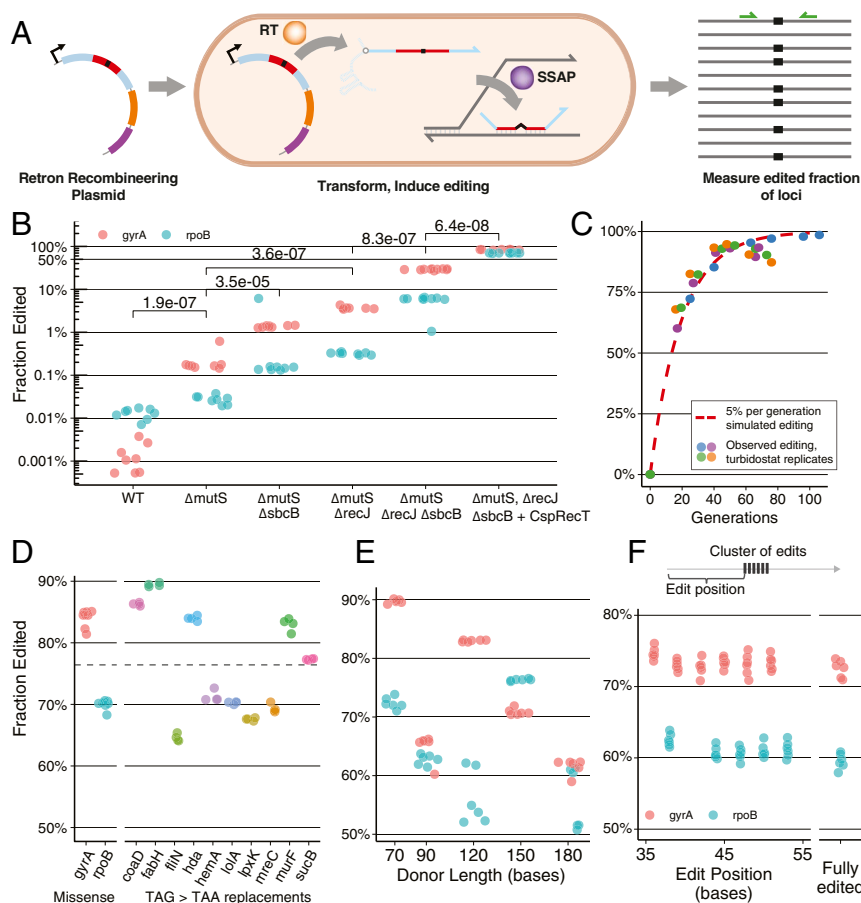 A
RT
SSAP
Retron Recombineering
Plasmid
Transform, Induce editing
Measure edited fraction
of loci
B
gyrA
rpoB
1.9e-07
3.5e-05
3.6e-07
8.3e-07
6.4e-08
Fraction Edited
100%
50%
10%
1%
0.1%
0.01%
0.001%
WT
ΔmutS
ΔmutS
ΔsbcB
ΔmutS
ΔrecJ
ΔmutS
ΔrecJ ΔsbcB
ΔmutS, ΔrecJ
ΔsbcB + CspRecT
C
100%
75%
50%
25%
0%
5% per generation
simulated editing
Observed editing,
turbidostat replicates
0 20 40 60 80 100
Generations
D
Fraction Edited
90%
80%
70%
60%
50%
gyrA
rpoB
coaD
fabH
fliN
hda
hemA
lolA
lpxK
mreC
murF
sucB
Missense
TAG > TAA replacements
E
90%
80%
70%
60%
50%
70 90 120 150 180
Donor Length (bases)
F
Cluster of edits
Edit position
80%
70%
60%
50%
gyrA
rpoB
35 45 55
Edit Position
(bases)
Fully
edited